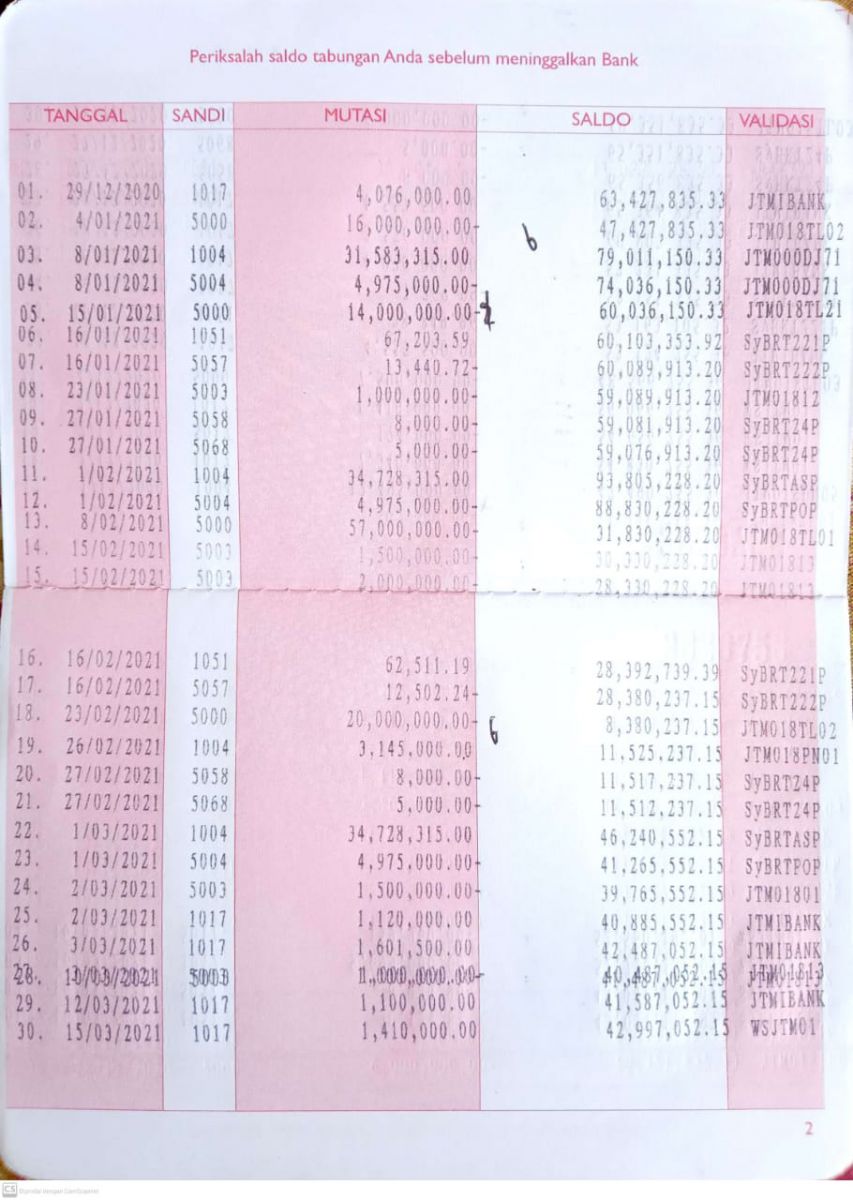 Periksalah saldo tabungan Anda sebelum meninggalkan Bank
TANGGAL SANDI MUTASI SALDO VALIDASI
01. 29/12/2020 1017 4,076,000.00 63,427,835.33 JTMIBANK
02. 4/01/2021 5000 16,000,000.00- 47,427,835.33 JTM018TL02
03. 8/01/2021 1004 31,583,315.00 79,011,150.33 JTM000DJ71
04. 8/01/2021 5004 4,975,000.00- 74,036,150.33 JTM000DJ71
05. 15/01/2021 5000 14,000,000.00- 60,036,150.33 JTM018TL21
06. 16/01/2021 1051 67,203.59 60,103,353.92 SyBRT221P
07. 16/01/2021 5057 13,440.72- 60,089,913.20 SyBRT222P
08. 23/01/2021 5003 1,000,000.00- 59,089,913.20 JTM01812
09. 27/01/2021 5058 8,000.00- 59,081,913.20 SyBRT24P
10. 27/01/2021 5068 5,000.00- 59,076,913.20 SyBRT24P
11. 1/02/2021 1004 34,728,315.00 93,805,228.20 SyBRTASP
12. 1/02/2021 5004 4,975,000.00- 88,830,228.20 SyBRTPOP
13. 8/02/2021 5000 57,000,000.00- 31,830,228.20 JTM018TL01
14. 15/02/2021 5003 1,500,000.00- 30,330,228.20 JTM01813
15. 15/02/2021 5003 2,000,000.00- 28,330,228.20 JTM01813
16. 16/02/2021 1051 62,511.19 28,392,739.39 SyBRT221P
17. 16/02/2021 5057 12,502.24- 28,380,237.15 SyBRT222P
18. 23/02/2021 5000 20,000,000.00- 8,380,237.15 JTM018TL02
19. 26/02/2021 1004 3,145,000.00 11,525,237.15 JTM018PN01
20. 27/02/2021 5058 8,000.00- 11,517,237.15 SyBRT24P
21. 27/02/2021 5068 5,000.00- 11,512,237.15 SyBRT24P
22. 1/03/2021 1004 34,728,315.00 46,240,552.15 SyBRTASP
23. 1/03/2021 5004 4,975,000.00- 41,265,552.15 SyBRTPOP
24. 2/03/2021 5003 1,500,000.00- 39,765,552.15 JTM01801
25. 2/03/2021 1017 1,120,000.00 40,885,552.15 JTMIBANK
26. 3/03/2021 1017 1,601,500.00 42,487,052.15 JTMIBANK
28. 10/03/2021 5003
29. 12/03/2021 1017 1,100,000.00 41,587,052.15 JTMIBANK
30. 15/03/2021 1017 1,410,000.00 42,997,052.15 WSJTM01
2
CS Dipindai dengan CamScanner